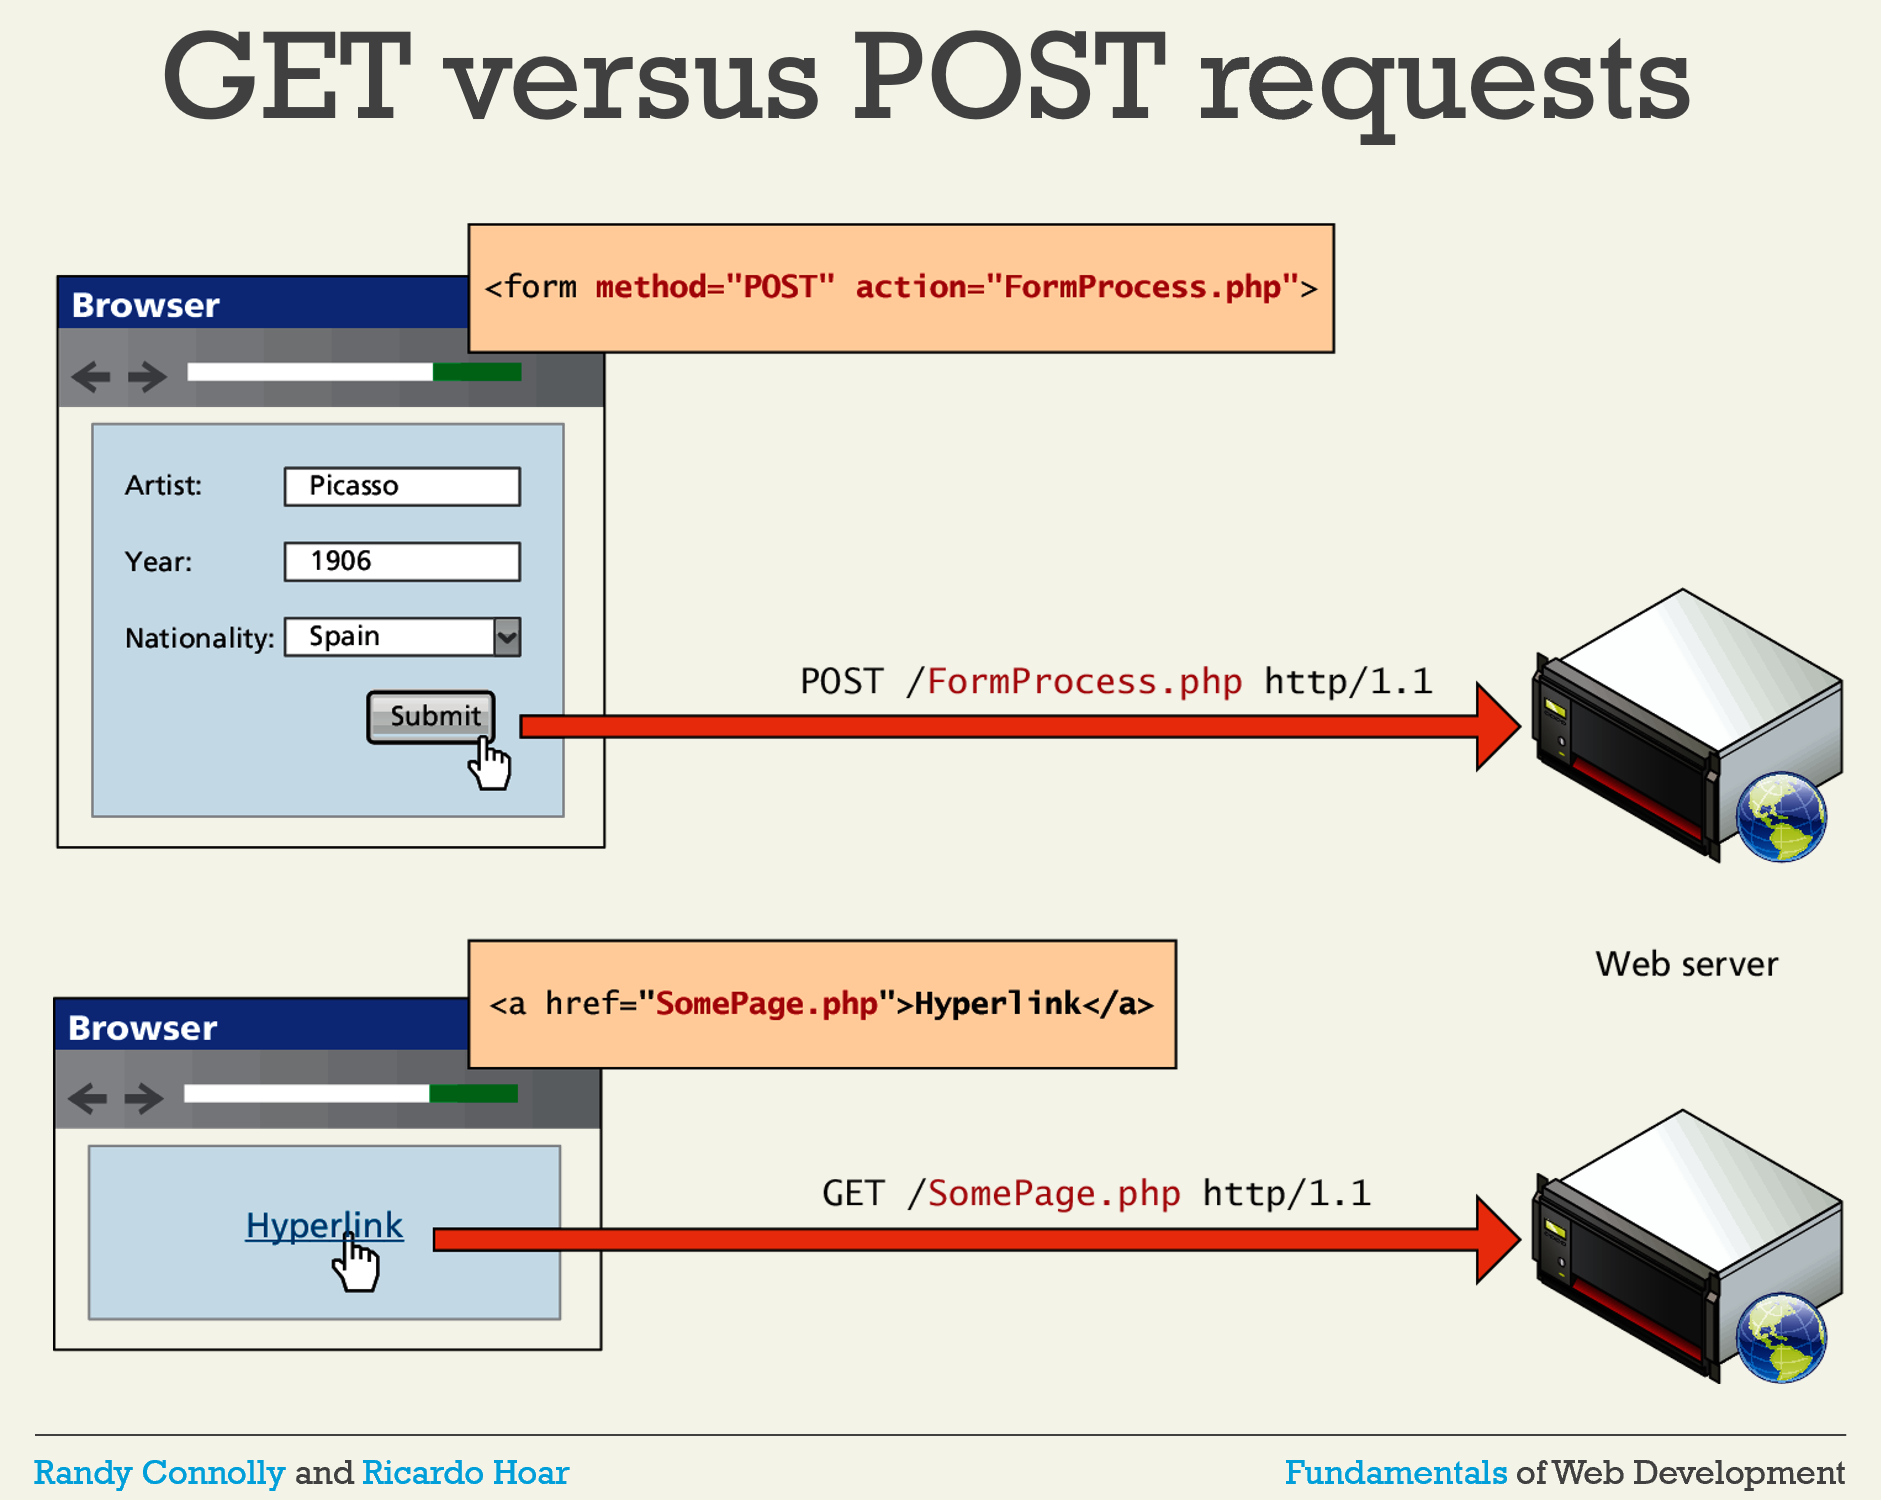 GET versus POST requests
<form method="POST" action="FormProcess.php">
Browser
Artist: Picasso
Year: 1906
Nationality: Spain
Submit
POST /FormProcess.php http/1.1
Web server
<a href="SomePage.php">Hyperlink</a>
Browser
Hyperlink
GET /SomePage.php http/1.1
Randy Connolly and Ricardo Hoar
Fundamentals of Web Development